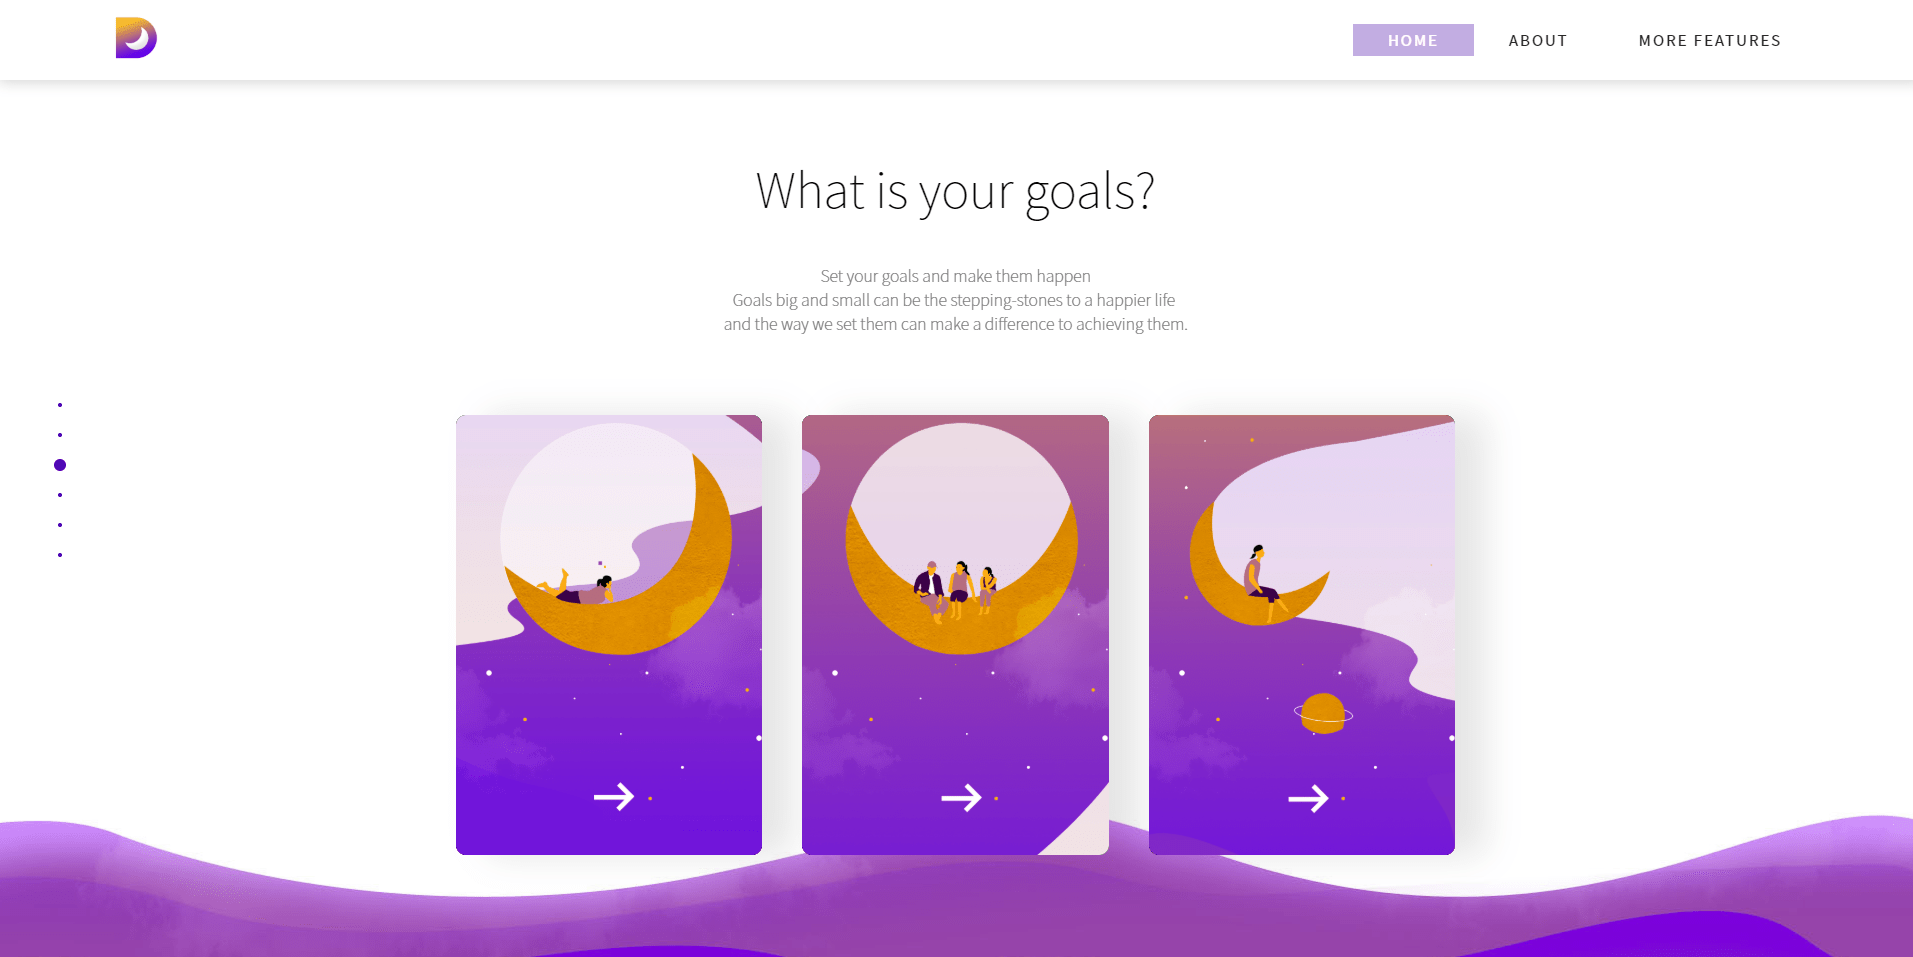 HOME
ABOUT
MORE FEATURES
What is your goals?
Set your goals and make them happen
Goals big and small can be the stepping-stones to a happier life
and the way we set them can make a difference to achieving them.